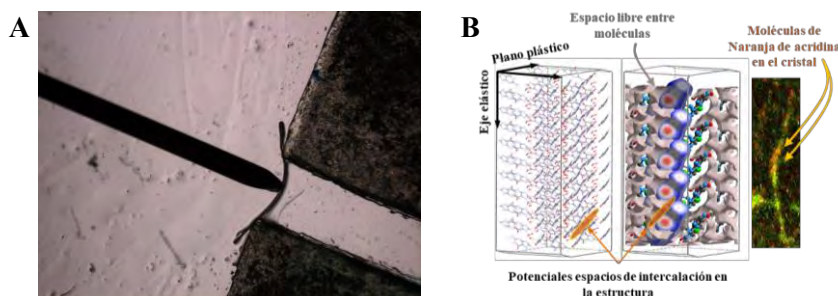 A
B
Espacio libre entre
moléculas
Moléculas de
Naranja de acridina
en el cristal
Plano plástico
Eje elástico
Potenciales espacios de intercalación en
la estructura